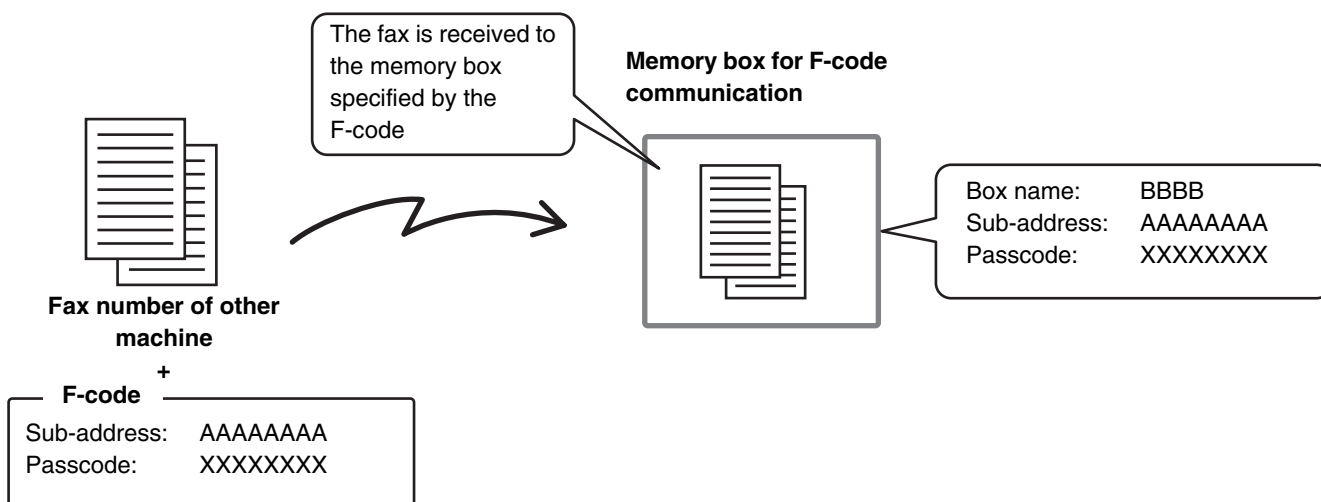 The fax is received to
the memory box
specified by the
F-code
Memory box for F-code
communication
Box name: BBBB
Sub-address: AAAAAAAA
Passcode: XXXXXXXX
Fax number of other
machine
+
F-code
Sub-address: AAAAAAAA
Passcode: XXXXXXXX